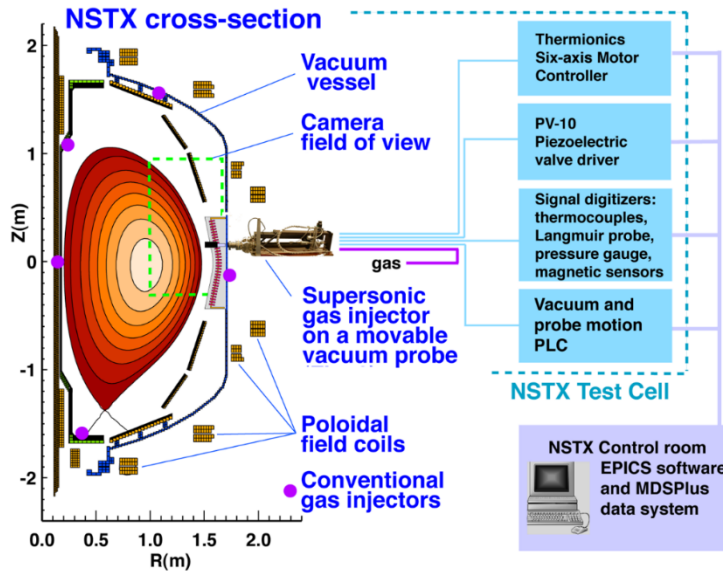 NSTX cross-section
2
1
0
-1
-2
Z(m)
0.0 0.5 1.0 1.5 2.0
R(m)
Vacuum
vessel
Camera
field of view
gas
Supersonic
gas injector
on a movable
vacuum probe
Poloidal
field coils
Conventional
gas injectors
Thermionics
Six-axis Motor
Controller
PV-10
Piezoelectric
valve driver
Signal digitizers:
thermocouples,
Langmuir probe,
pressure gauge,
magnetic sensors
Vacuum and
probe motion
PLC
NSTX Test Cell
NSTX Control room
EPICS software
and MDSPlus
data system